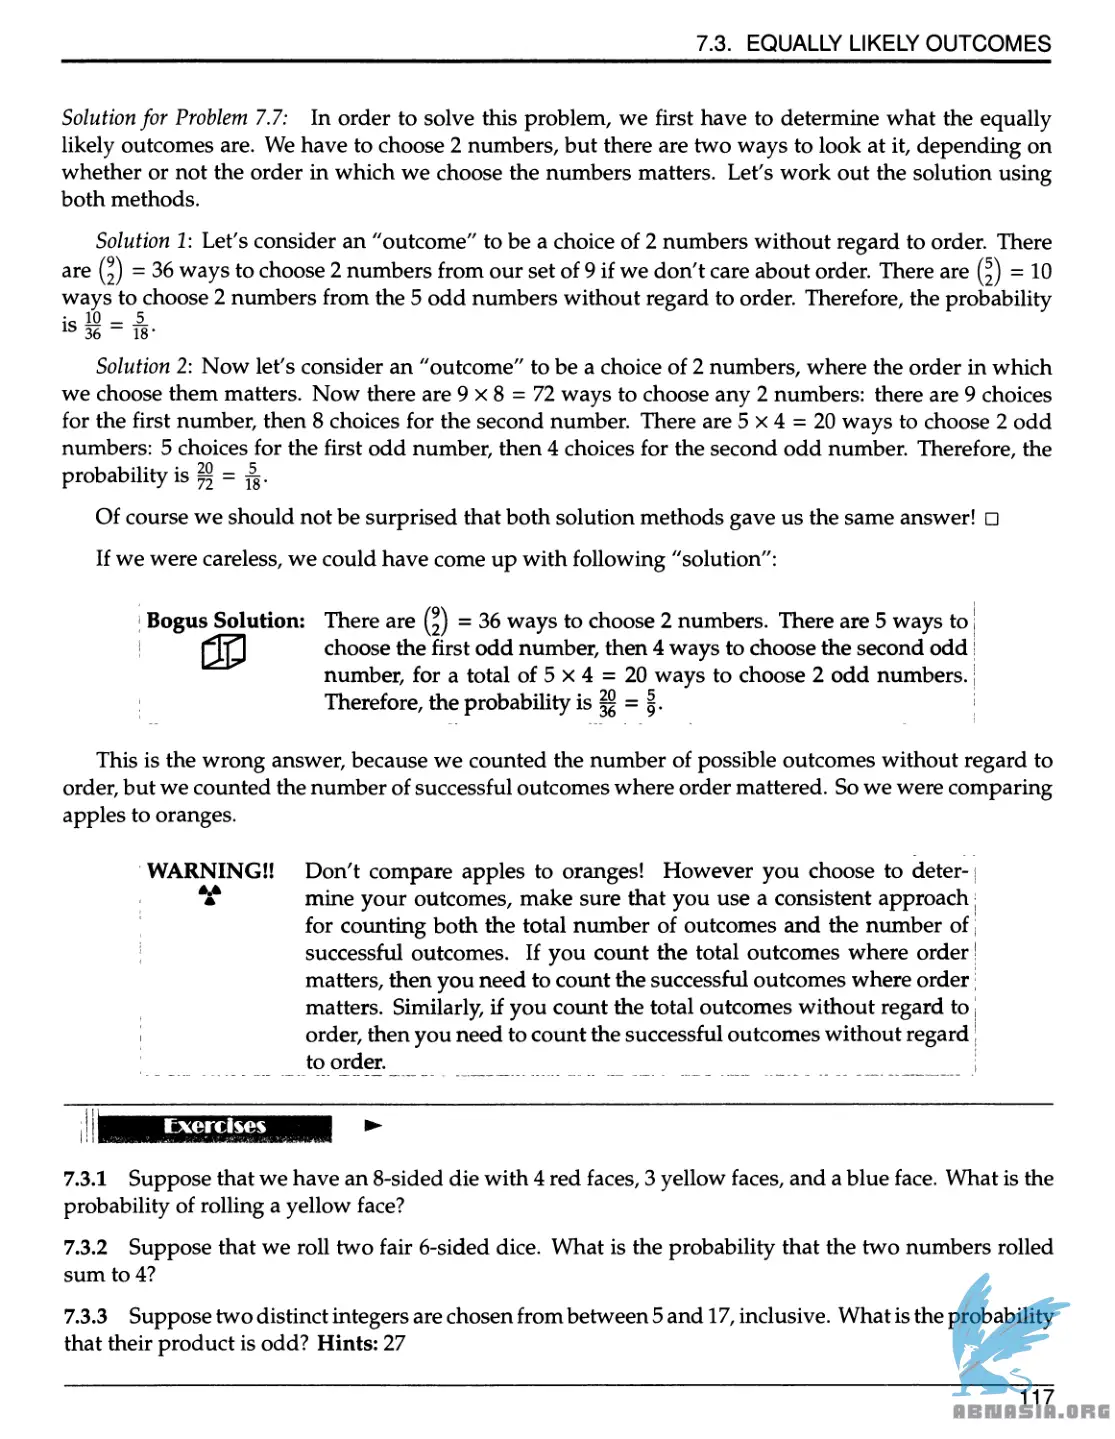 7.3. EQUALLY LIKELY OUTCOMES
Solution for Problem 7.7: In order to solve this problem, we first have to determine what the equally
likely outcomes are. We have to choose 2 numbers, but there are two ways to look at it, depending on
whether or not the order in which we choose the numbers matters. Let's work out the solution using
both methods.
Solution 1: Let's consider an "outcome" to be a choice of 2 numbers without regard to order. There
are (9 2) = 36 ways to choose 2 numbers from our set of 9 if we don't care about order. There are (5 2) = 10
ways to choose 2 numbers from the 5 odd numbers without regard to order. Therefore, the probability
is 10/36 = 5/18.
Solution 2: Now let's consider an "outcome" to be a choice of 2 numbers, where the order in which
we choose them matters. Now there are 9 × 8 = 72 ways to choose any 2 numbers: there are 9 choices
for the first number, then 8 choices for the second number. There are 5 × 4 = 20 ways to choose 2 odd
numbers: 5 choices for the first odd number, then 4 choices for the second odd number. Therefore, the
probability is 20/72 = 5/18.
Of course we should not be surprised that both solution methods gave us the same answer! □
If we were careless, we could have come up with following "solution":
Bogus Solution: There are (9 2) = 36 ways to choose 2 numbers. There are 5 ways to
choose the first odd number, then 4 ways to choose the second odd
number, for a total of 5 × 4 = 20 ways to choose 2 odd numbers.
Therefore, the probability is 20/36 = 5/9.
This is the wrong answer, because we counted the number of possible outcomes without regard to
order, but we counted the number of successful outcomes where order mattered. So we were comparing
apples to oranges.
WARNING!! Don't compare apples to oranges! However you choose to deter-
mine your outcomes, make sure that you use a consistent approach
for counting both the total number of outcomes and the number of
successful outcomes. If you count the total outcomes where order
matters, then you need to count the successful outcomes where order
matters. Similarly, if you count the total outcomes without regard to
order, then you need to count the successful outcomes without regard
to order.
Exercises
7.3.1 Suppose that we have an 8-sided die with 4 red faces, 3 yellow faces, and a blue face. What is the
probability of rolling a yellow face?
7.3.2 Suppose that we roll two fair 6-sided dice. What is the probability that the two numbers rolled
sum to 4?
7.3.3 Suppose two distinct integers are chosen from between 5 and 17, inclusive. What is the probability
that their product is odd? Hints: 27
117
ABNASIA.ORG